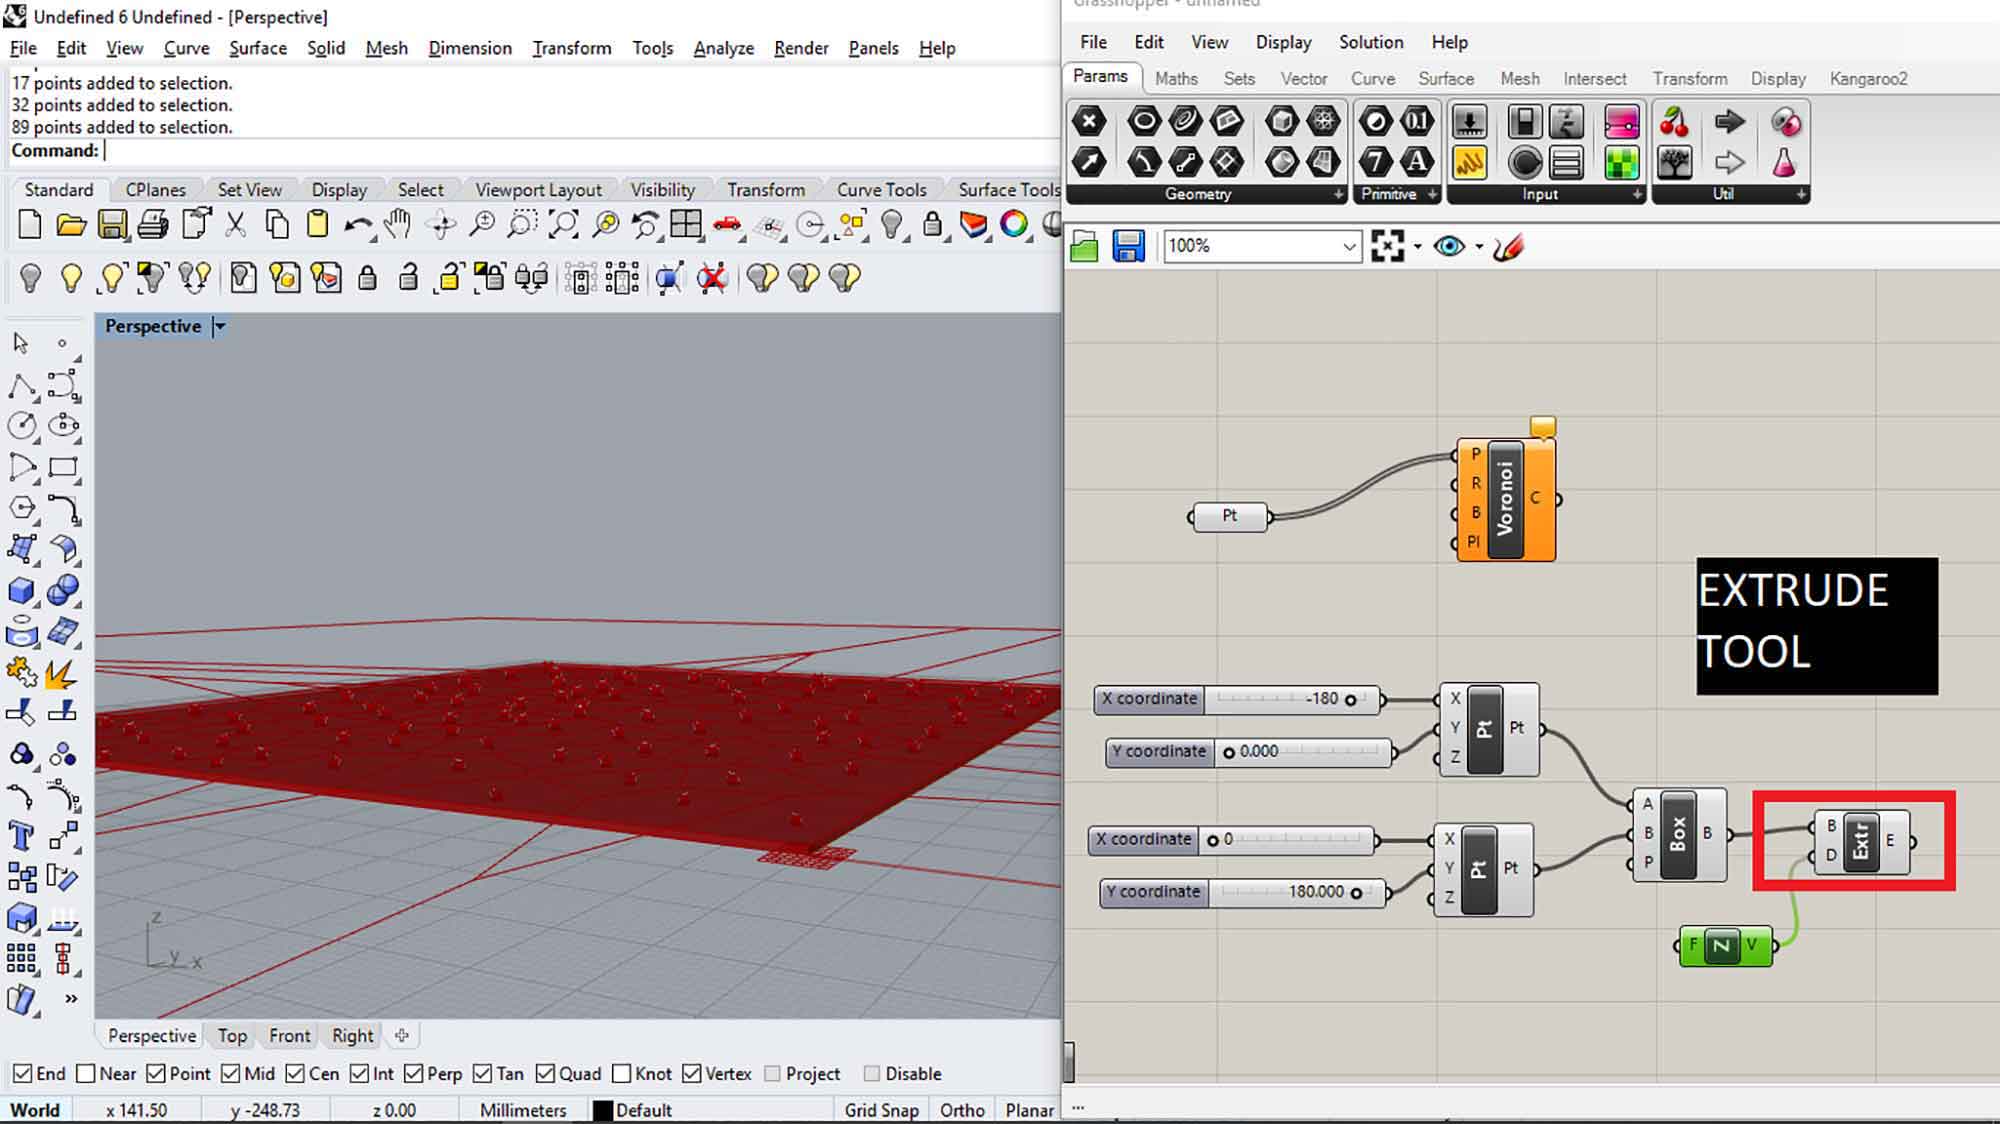 Undefined 6 Undefined - [Perspective]
File Edit View Curve Surface Solid Mesh Dimension Transform Tools Analyze Render Panels Help
17 points added to selection.
32 points added to selection.
89 points added to selection.
Command:
Standard CPlanes Set View Display Select Viewport Layout Visibility Transform Curve Tools Surface Tools
Perspective
z
y x
Perspective Top Front Right
End Near Point Mid Cen Int Perp Tan Quad Knot Vertex Project Disable
World x 141.50 y -248.73 z 0.00 Millimeters Default Grid Snap Ortho Planar
Grasshopper - unnamed
File Edit View Display Solution Help
Params Maths Sets Vector Curve Surface Mesh Intersect Transform Display Kangaroo2
0.1
7 A
Geometry Primitive Input Util
100%
Pt
P
R
B
Pl
Voronoi
C
EXTRUDE
TOOL
X coordinate -180
Y coordinate 0.000
X
Y
Z
Pt
Pt
X coordinate 0
Y coordinate 180.000
X
Y
Z
Pt
Pt
A
B
P
Box
B
B
D
Extr
E
F Z V
...